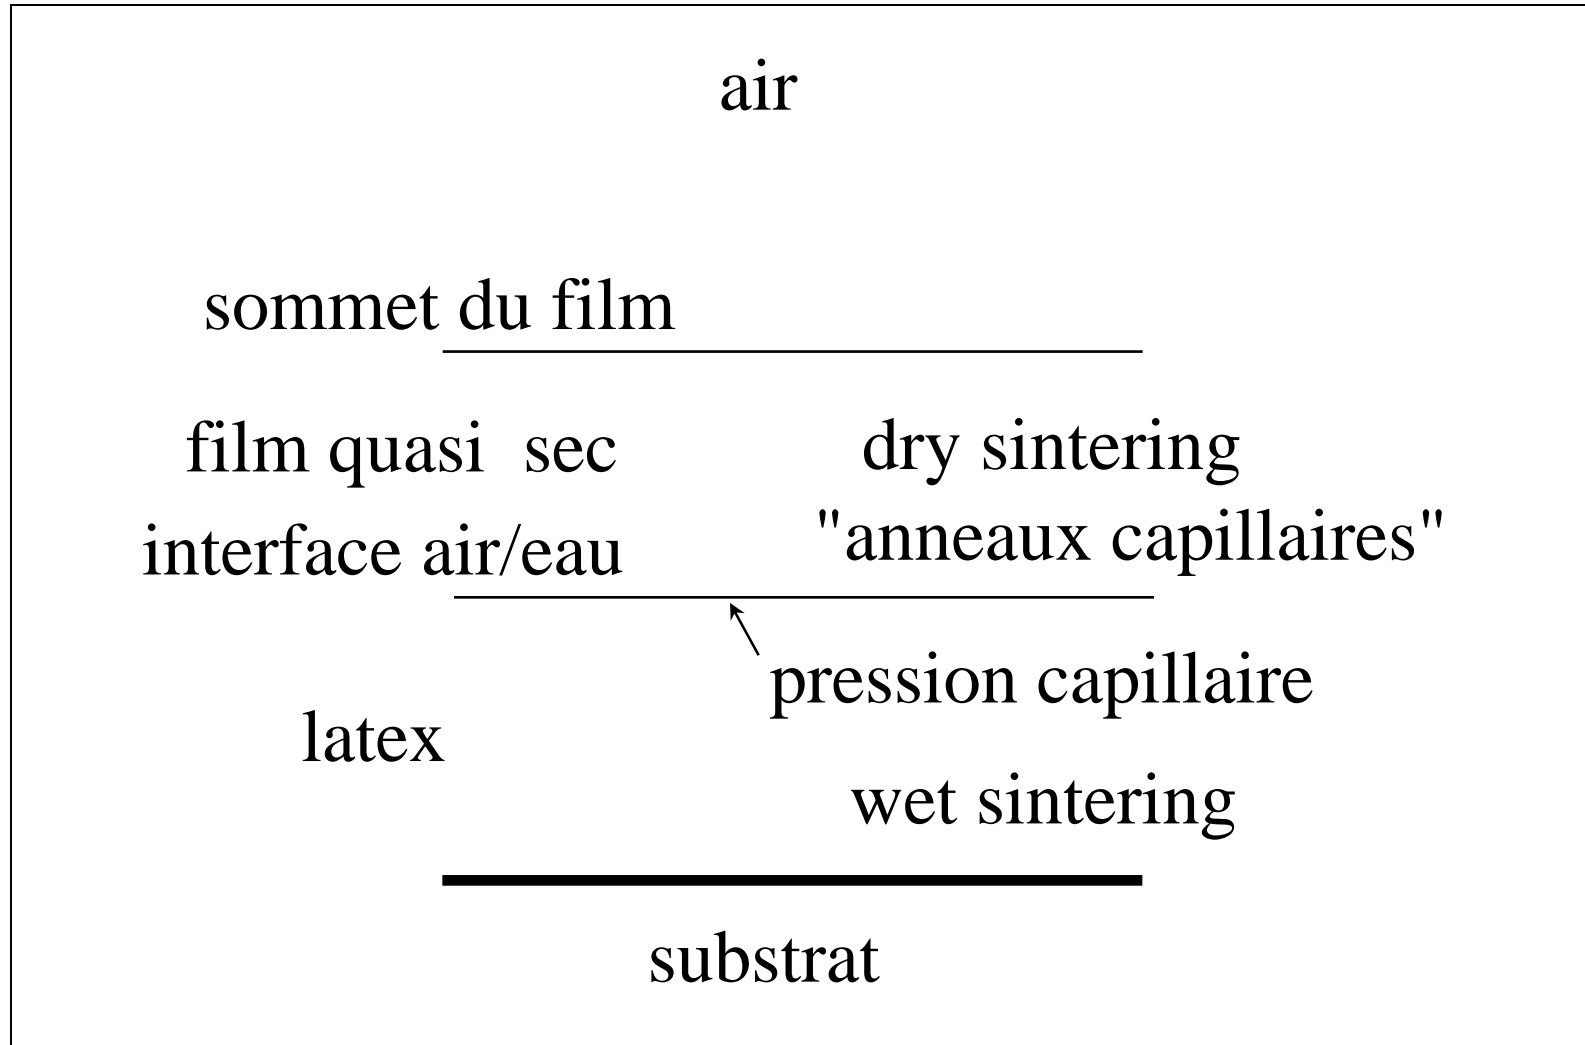 air
sommet du film
film quasi sec
dry sintering
interface air/eau
"anneaux capillaires"
pression capillaire
latex
wet sintering
substrat